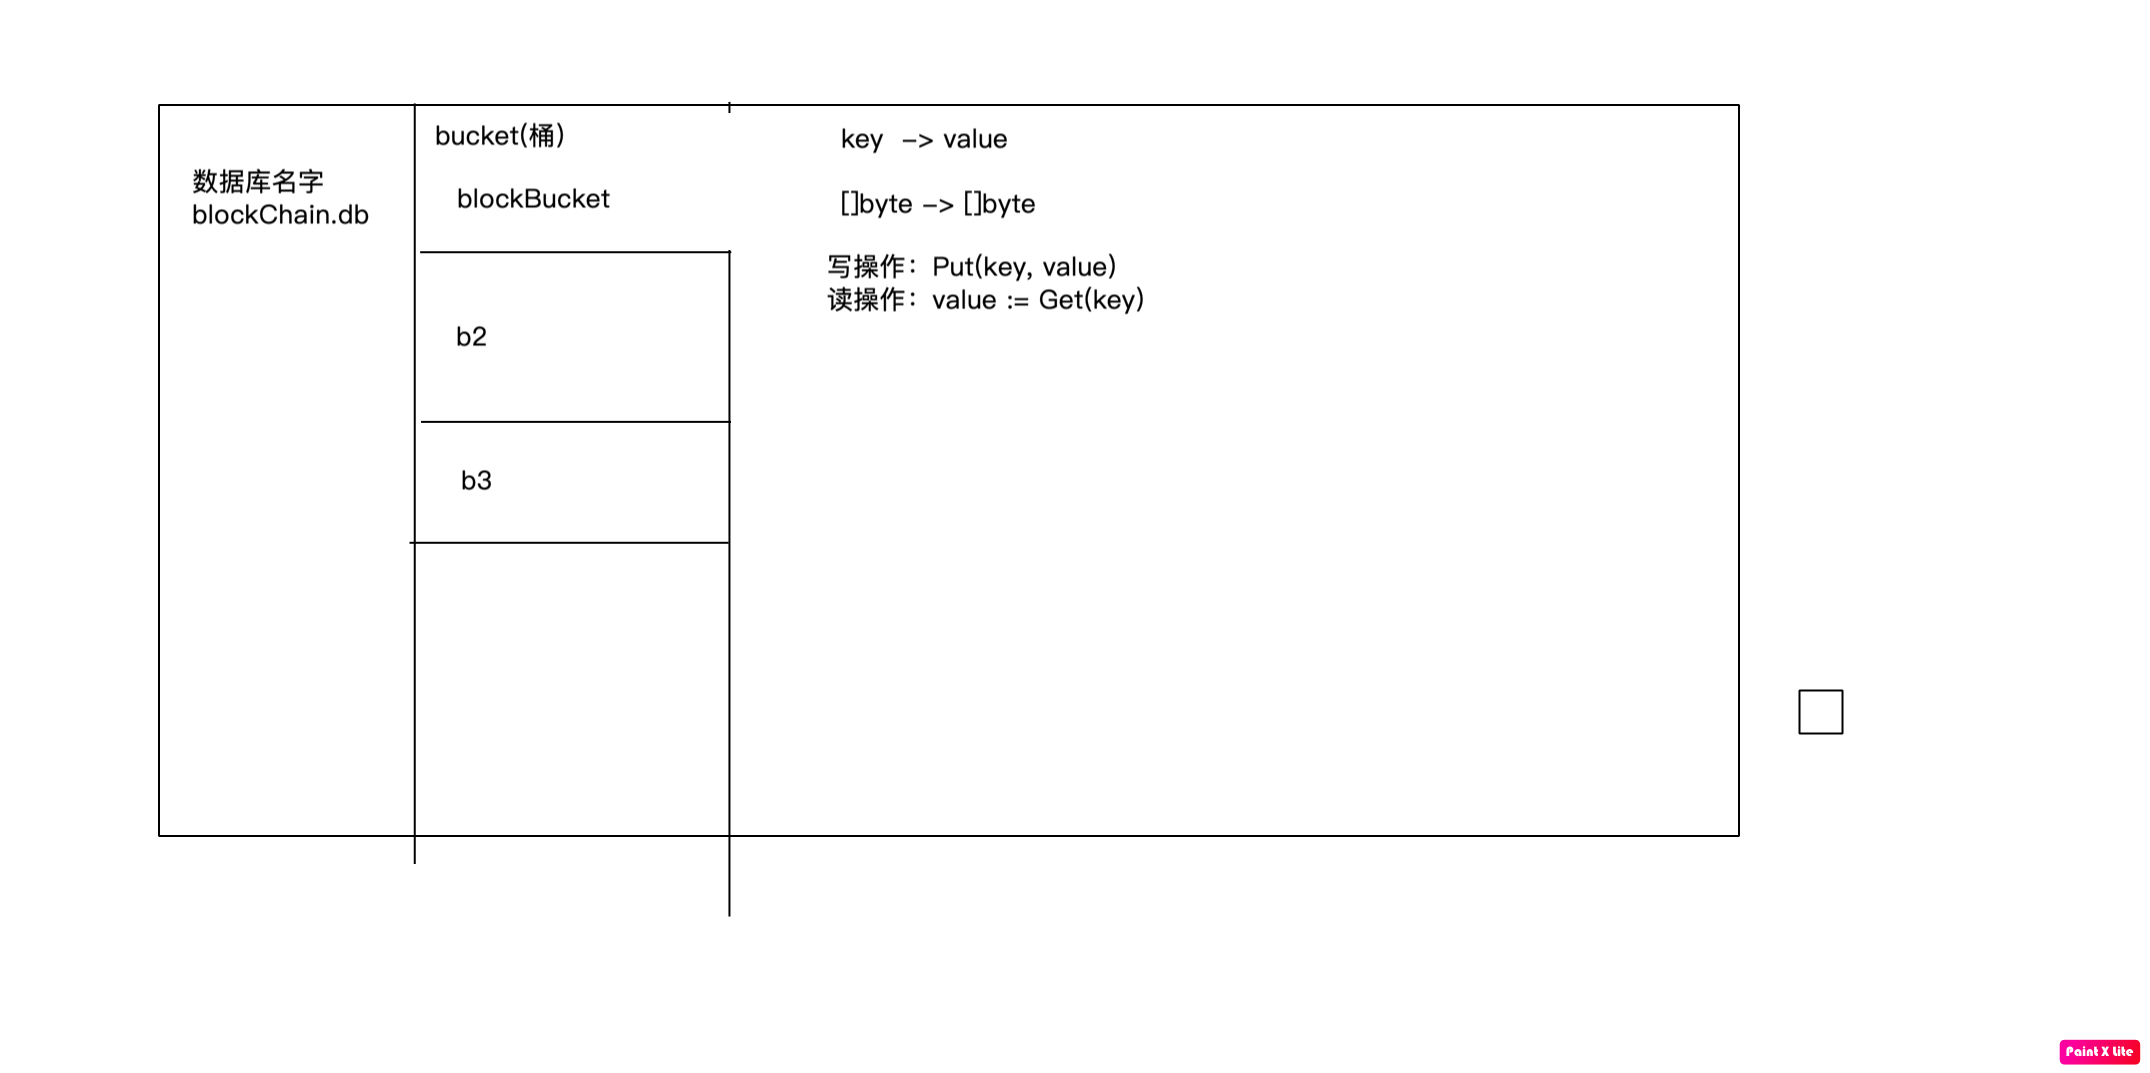 数据库名字
blockChain.db
bucket(桶)
blockBucket
b2
b3
key -> value
[]byte -> []byte
写操作：Put(key, value)
读操作：value := Get(key)
Paint X Lite